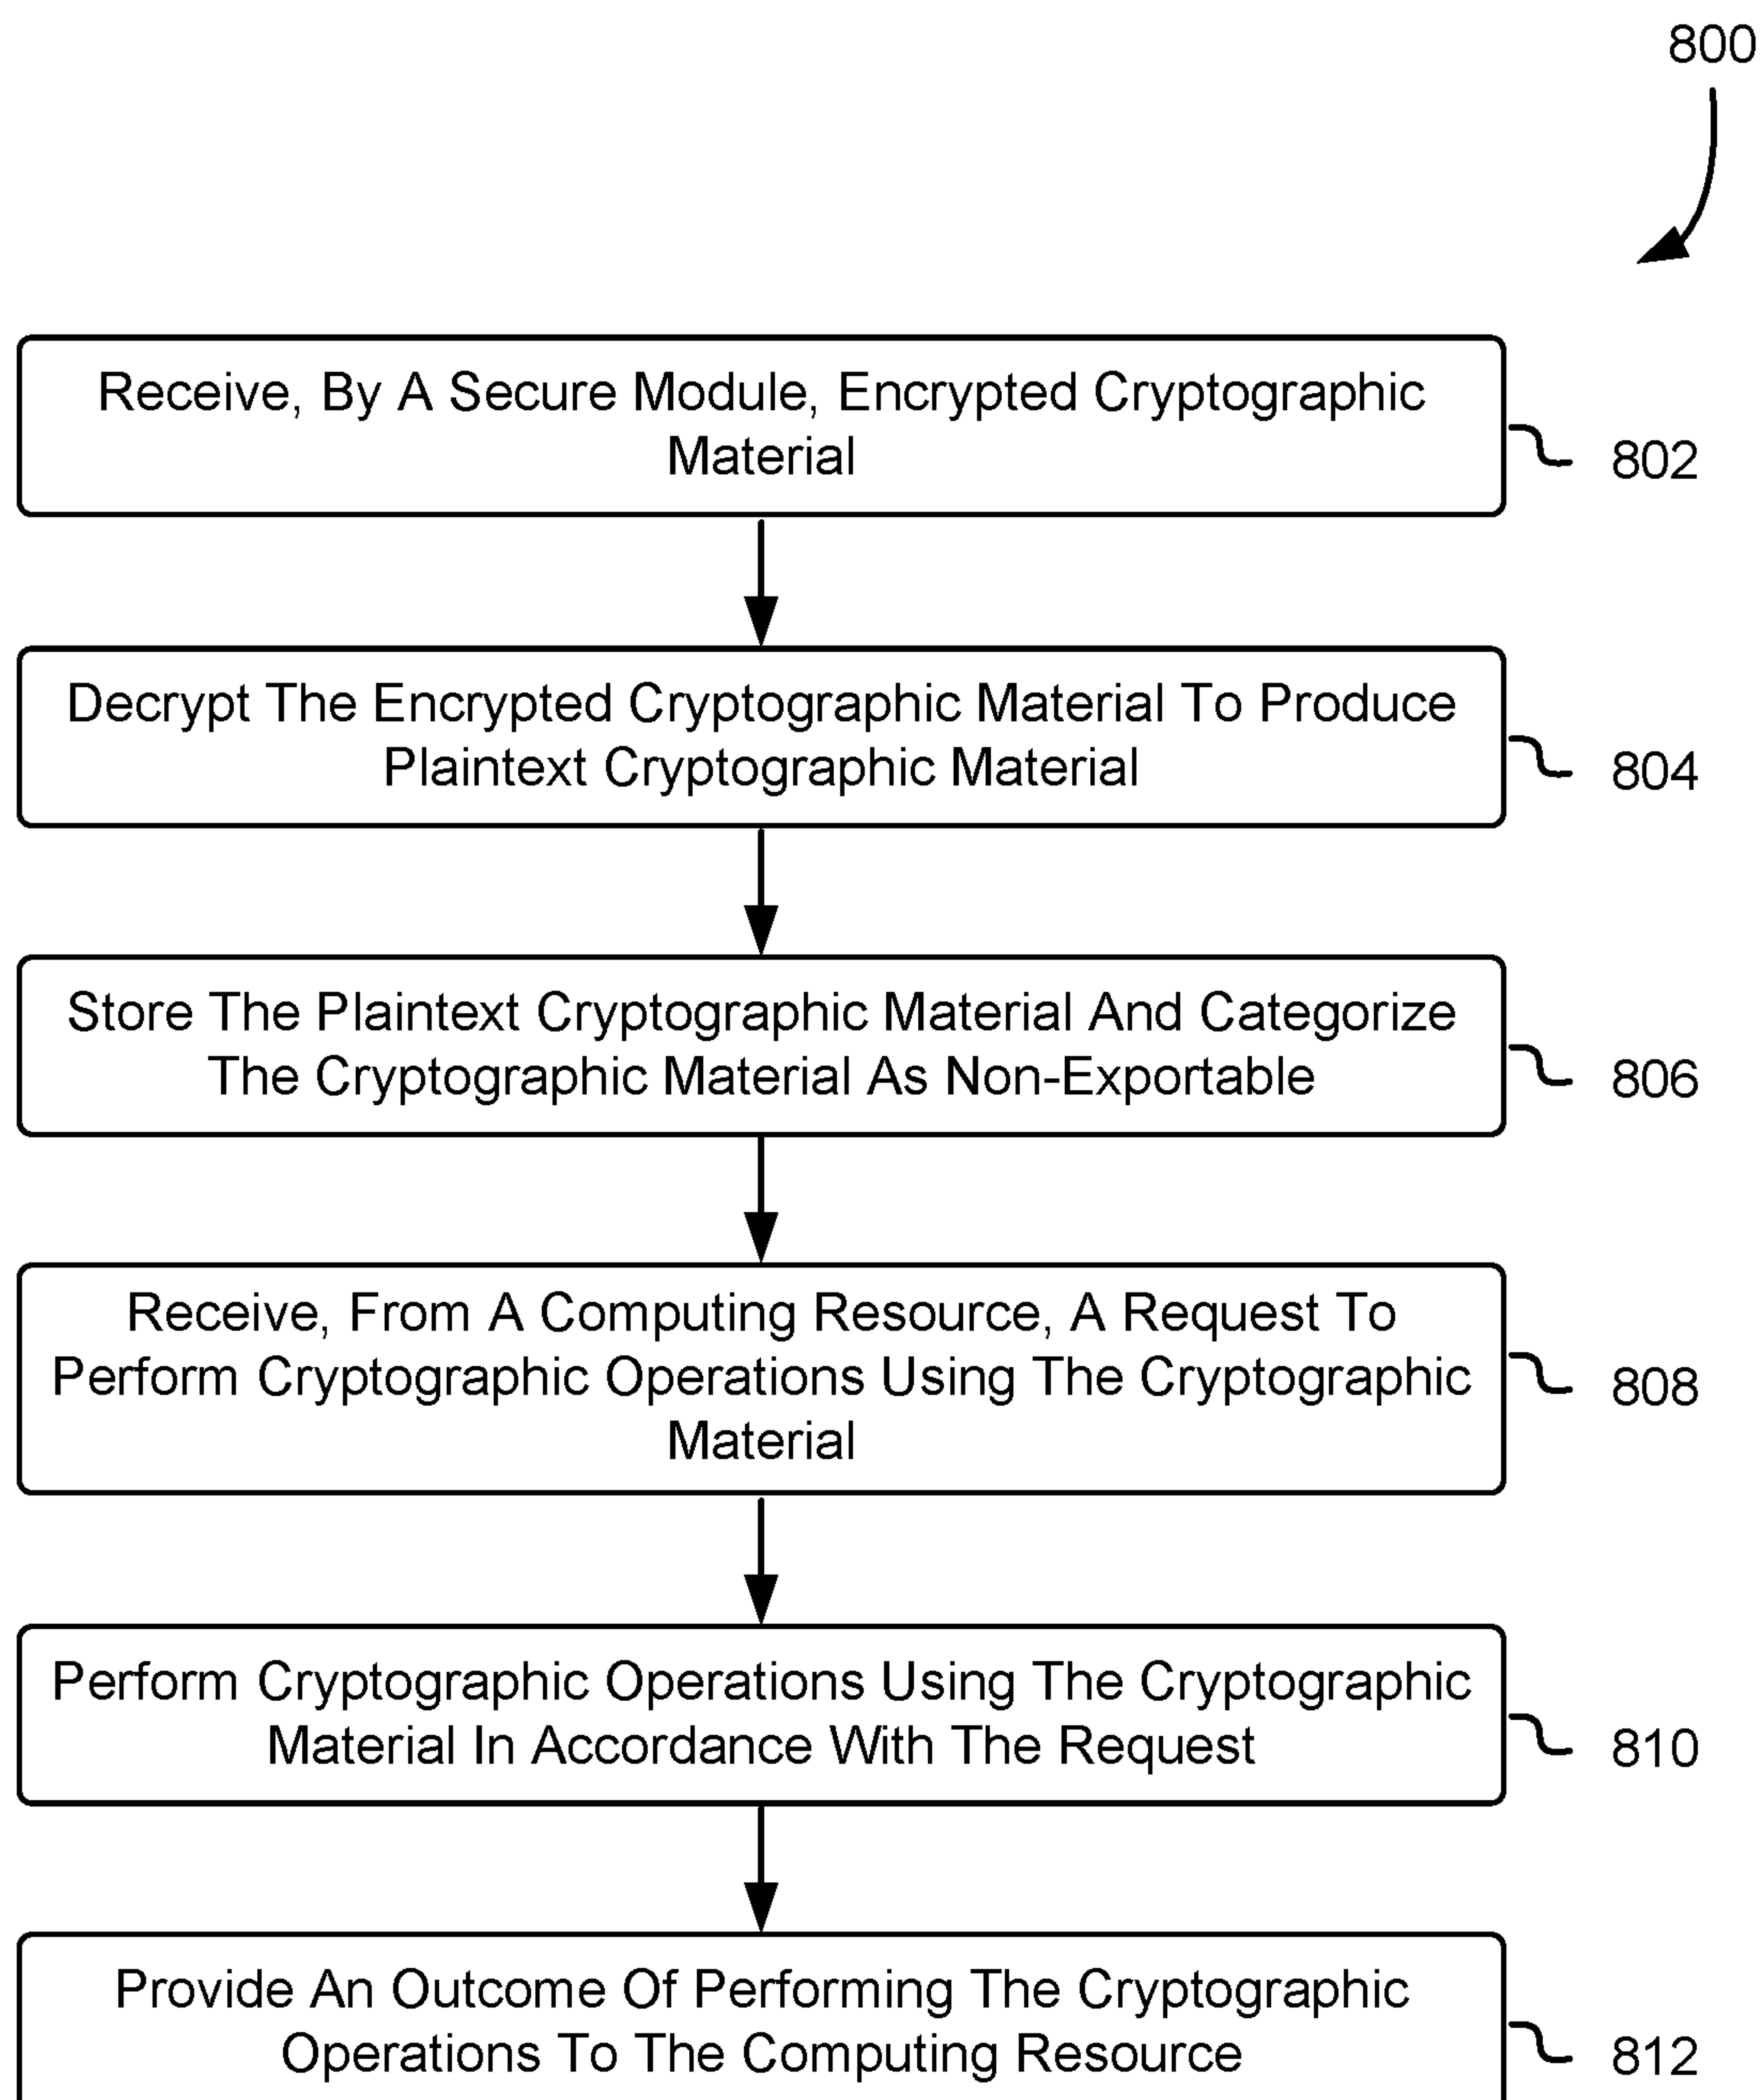 800
Receive, By A Secure Module, Encrypted Cryptographic
Material
802
Decrypt The Encrypted Cryptographic Material To Produce
Plaintext Cryptographic Material
804
Store The Plaintext Cryptographic Material And Categorize
The Cryptographic Material As Non-Exportable
806
Receive, From A Computing Resource, A Request To
Perform Cryptographic Operations Using The Cryptographic
Material
808
Perform Cryptographic Operations Using The Cryptographic
Material In Accordance With The Request
810
Provide An Outcome Of Performing The Cryptographic
Operations To The Computing Resource
812